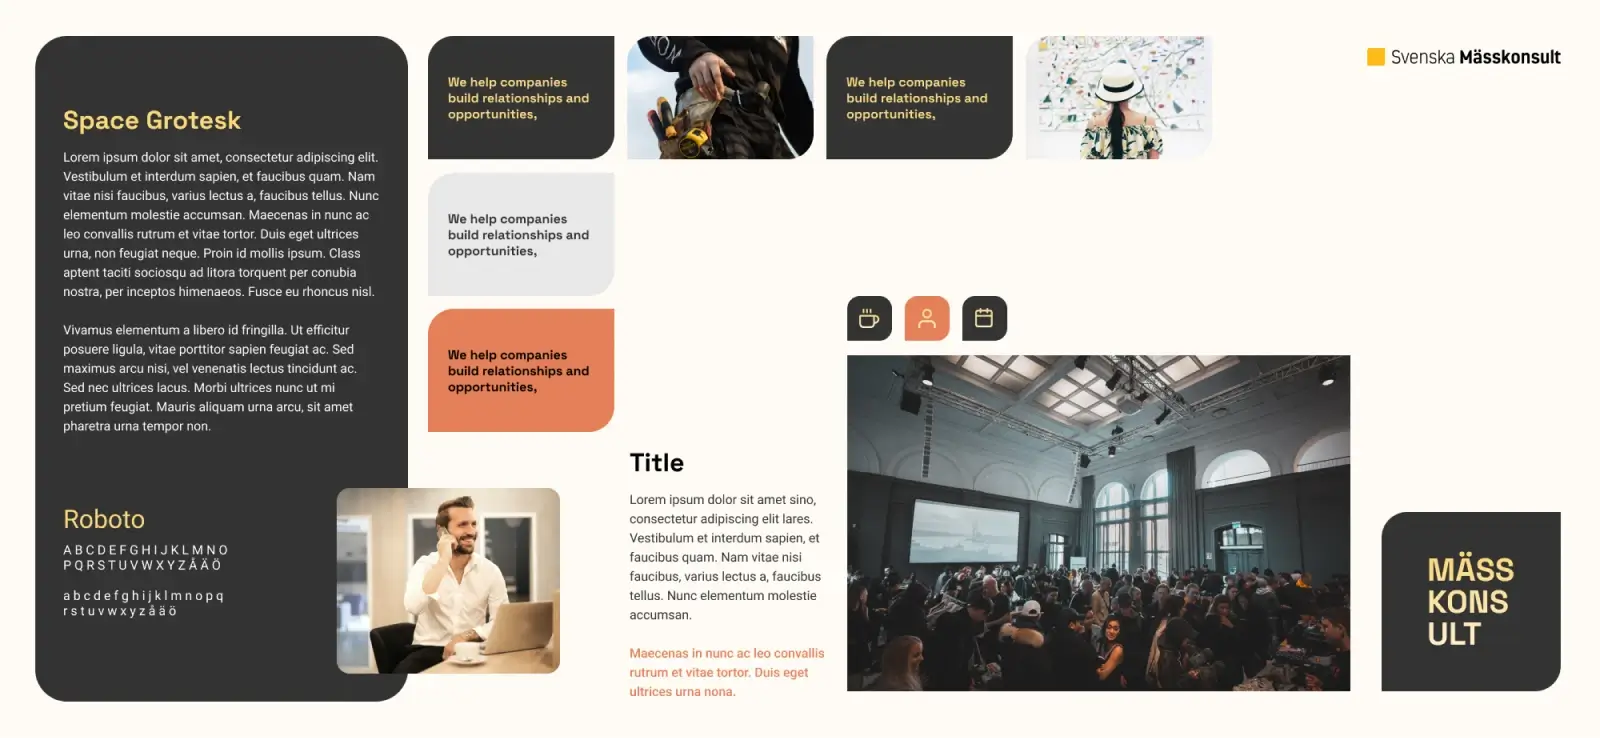 Space Grotesk
Lorem ipsum dolor sit amet, consectetur adipiscing elit.
Vestibulum et interdum sapien, et faucibus quam. Nam
vitae nisi faucibus, varius lectus a, faucibus tellus. Nunc
elementum molestie accumsan. Maecenas in nunc ac
leo convallis rutrum et vitae tortor. Duis eget ultrices
urna, non feugiat neque. Proin id mollis ipsum. Class
aptent taciti sociosqu ad litora torquent per conubia
nostra, per inceptos himenaeos. Fusce eu rhoncus nisl.
Vivamus elementum a libero id fringilla. Ut efficitur
posuere ligula, vitae porttitor sapien feugiat ac. Sed
maximus arcu nisi, vel venenatis lectus tincidunt ac.
Sed nec ultrices lacus. Morbi ultrices nunc ut mi
pretium feugiat. Mauris aliquam urna arcu, sit amet
pharetra urna tempor non.
Roboto
A B C D E F G H I J K L M N O
P Q R S T U V W X Y Z Å Ä Ö
a b c d e f g h i j k l m n o p q
r s t u v w x y z å ä ö
We help companies
build relationships and
opportunities,
We help companies
build relationships and
opportunities,
We help companies
build relationships and
opportunities,
We help companies
build relationships and
opportunities,
Svenska Mässkonsult
Title
Lorem ipsum dolor sit amet sino,
consectetur adipiscing elit lares.
Vestibulum et interdum sapien, et
faucibus quam. Nam vitae nisi
faucibus, varius lectus a, faucibus
tellus. Nunc elementum molestie
accumsan.
Maecenas in nunc ac leo convallis
rutrum et vitae tortor. Duis eget
ultrices urna nona.
MÄSS
KONS
ULT